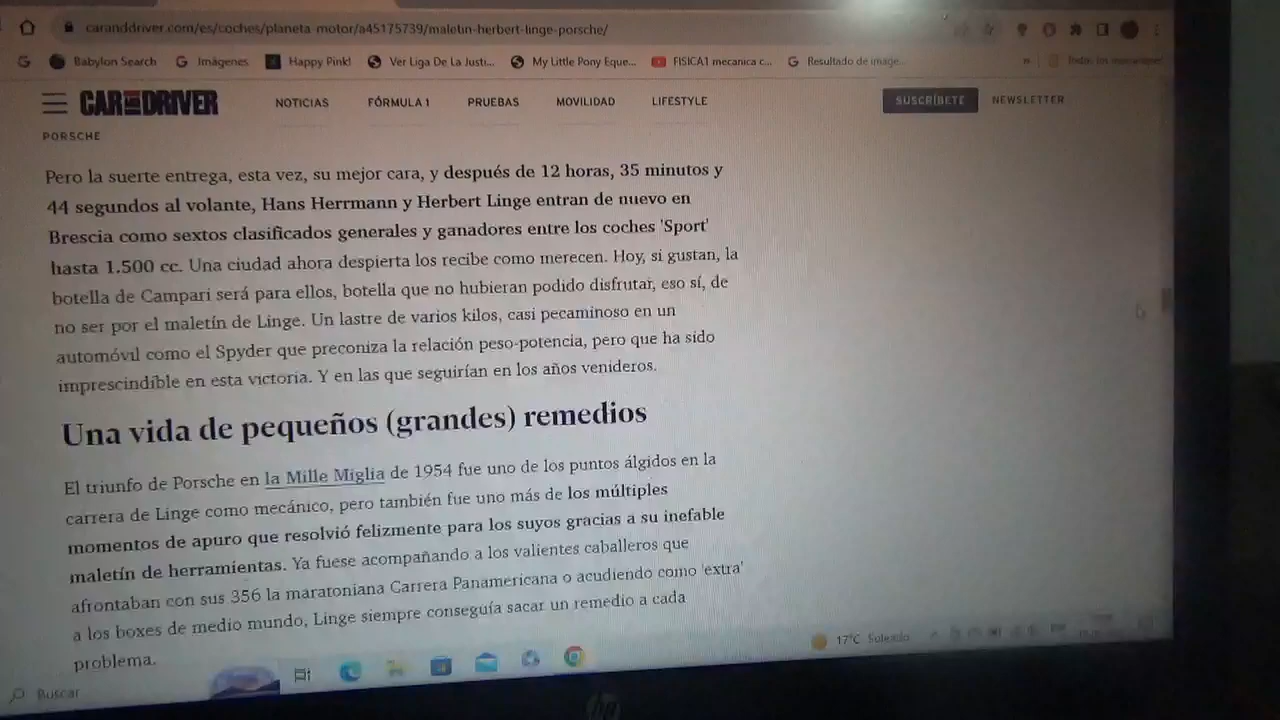 caranddriver.com/es/coches/planeta-motor/a45175739/maletin-herbert-linge-porsche/
Babylon Search Imágenes Happy Pink! Ver Liga De La Justi... My Little Pony Eque... FISICA1 mecanica c... Resultado de image...
CAR AND DRIVER NOTICIAS FÓRMULA 1 PRUEBAS MOVILIDAD LIFESTYLE SUSCRÍBETE NEWSLETTER
PORSCHE
Pero la suerte entrega, esta vez, su mejor cara, y después de 12 horas, 35 minutos y
44 segundos al volante, Hans Herrmann y Herbert Linge entran de nuevo en
Brescia como sextos clasificados generales y ganadores entre los coches 'Sport'
hasta 1.500 cc. Una ciudad ahora despierta los recibe como merecen. Hoy, si gustan, la
botella de Campari será para ellos, botella que no hubieran podido disfrutar, eso sí, de
no ser por el maletín de Linge. Un lastre de varios kilos, casi pecaminoso en un
automóvil como el Spyder que preconiza la relación peso-potencia, pero que ha sido
imprescindible en esta victoria. Y en las que seguirían en los años venideros.
Una vida de pequeños (grandes) remedios
El triunfo de Porsche en la Mille Miglia de 1954 fue uno de los puntos álgidos en la
carrera de Linge como mecánico, pero también fue uno más de los múltiples
momentos de apuro que resolvió felizmente para los suyos gracias a su inefable
maletín de herramientas. Ya fuese acompañando a los valientes caballeros que
afrontaban con sus 356 la maratoniana Carrera Panamericana o acudiendo como 'extra'
a los boxes de medio mundo, Linge siempre conseguía sacar un remedio a cada
problema.
Buscar 17°C Soleado
hp